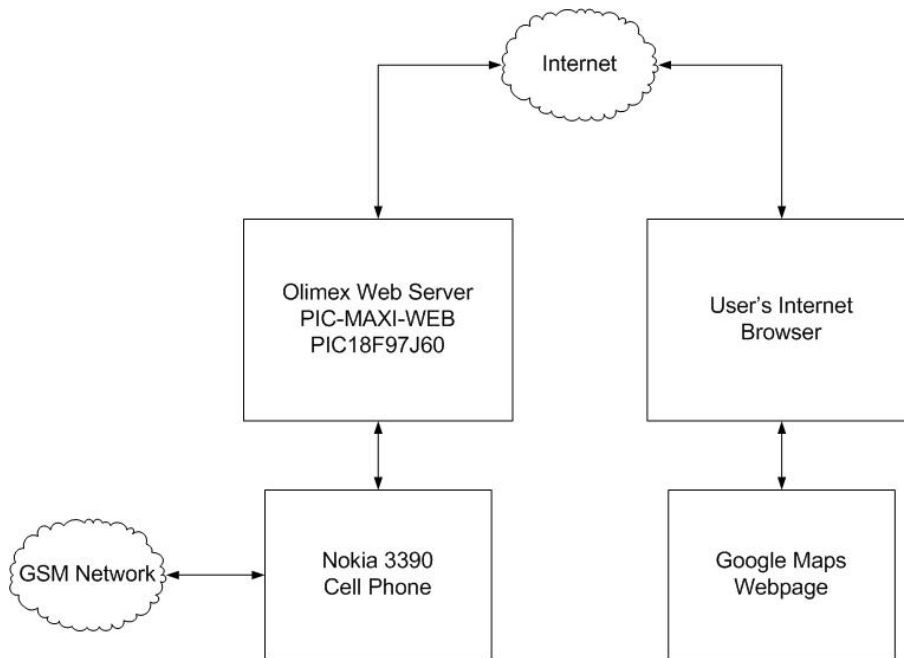 Internet
Olimex Web Server
PIC-MAXI-WEB
PIC18F97J60
User's Internet
Browser
GSM Network
Nokia 3390
Cell Phone
Google Maps
Webpage